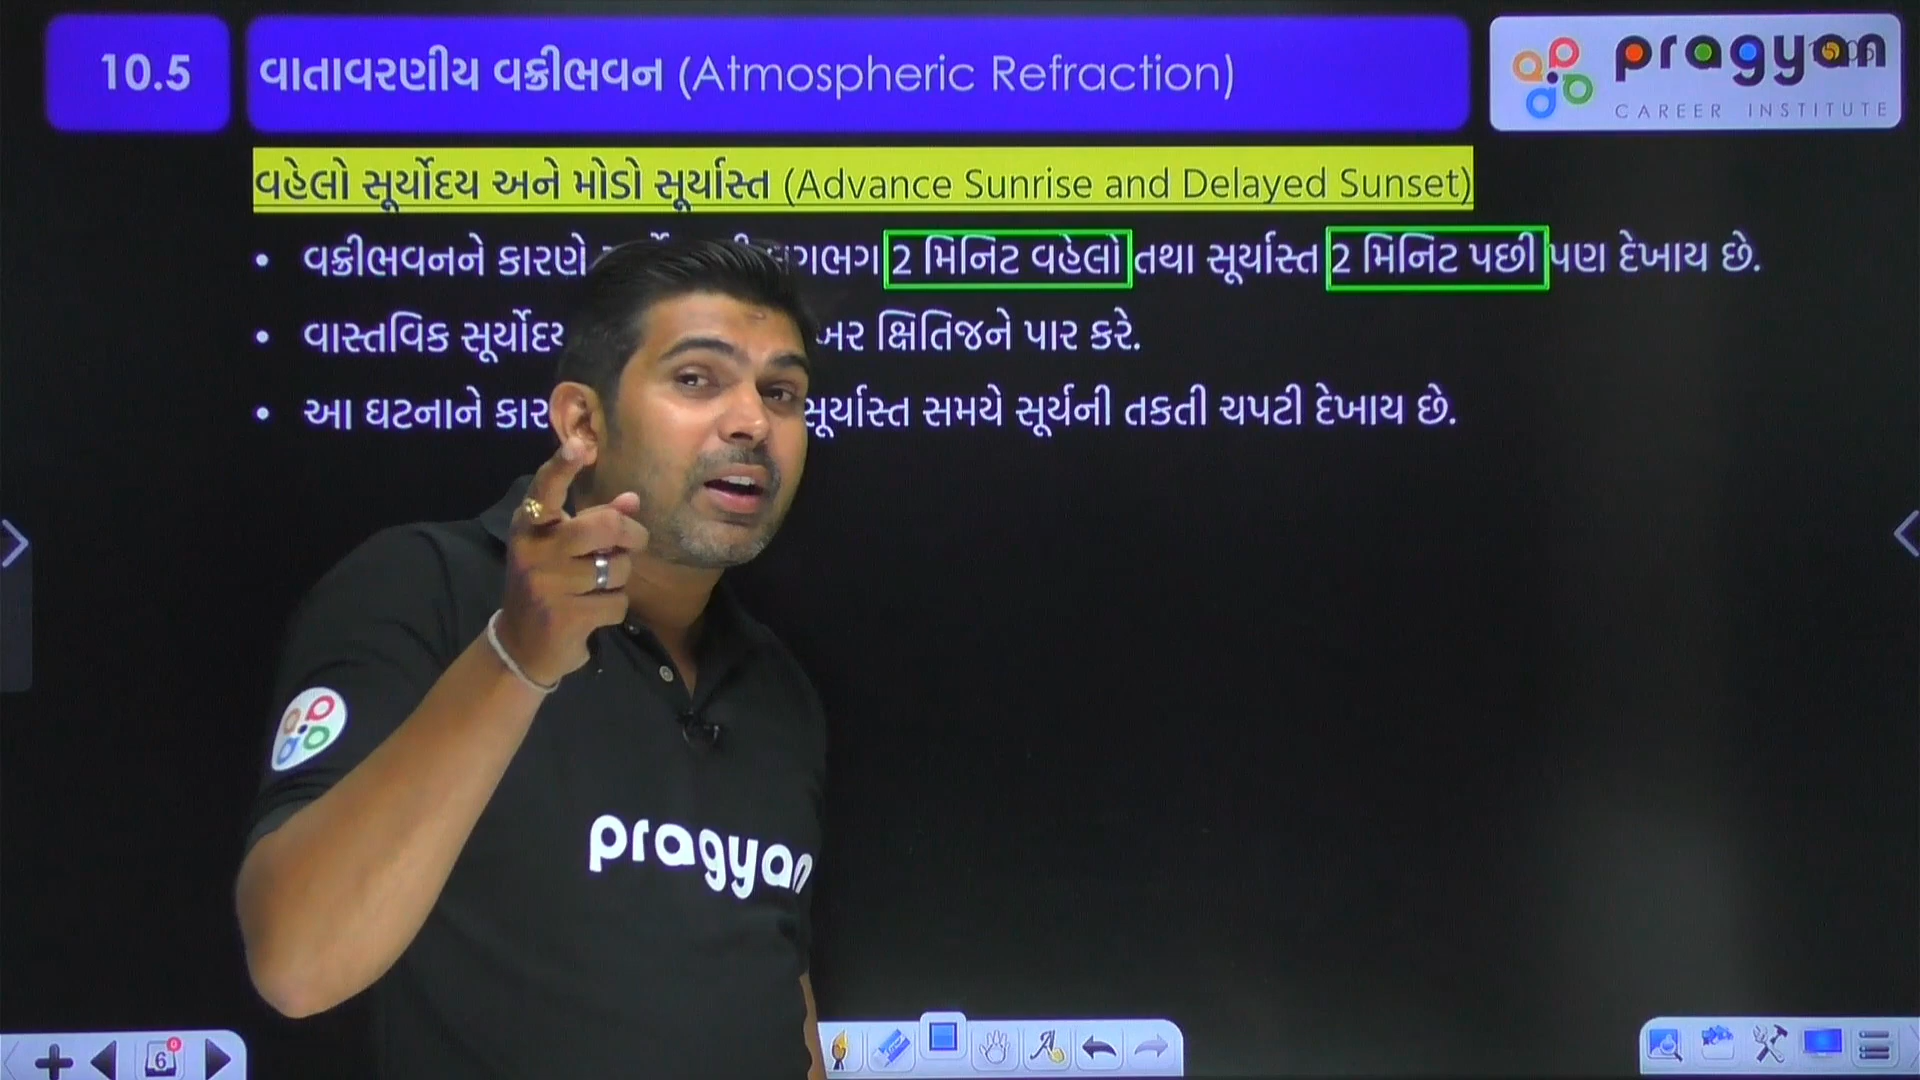 10.5 વાતાવરણીય વક્રીભવન (Atmospheric Refraction)
pragyan
CAREER INSTITUTE
વહેલો સૂર્યોદય અને મોડો સૂર્યાસ્ત (Advance Sunrise and Delayed Sunset)
• વક્રીભવનને કારણે 2 મિનિટ વહેલો તથા સૂર્યાસ્ત 2 મિનિટ પછી પણ દેખાય છે.
• વાસ્તવિક ક્ષિતિજને પાર કરે.
• આ ઘટનાને સૂર્યાસ્ત સમયે સૂર્યની તકતી ચપટી દેખાય છે.
pragyan
6
0